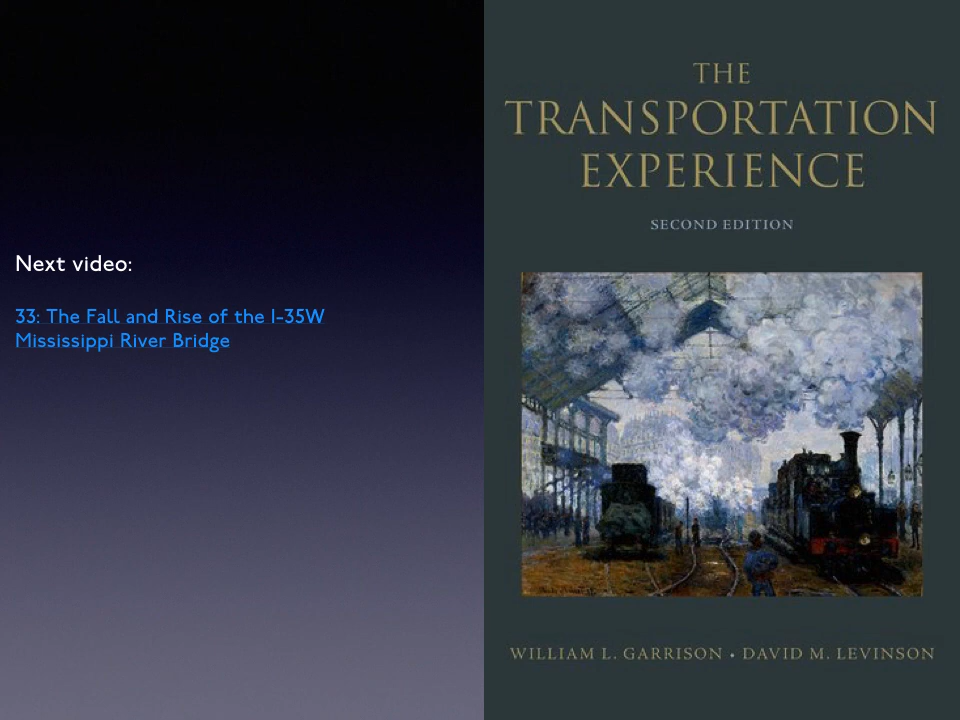 Next video:
33: The Fall and Rise of the I-35W
Mississippi River Bridge
THE
TRANSPORTATION
EXPERIENCE
SECOND EDITION
WILLIAM L. GARRISON • DAVID M. LEVINSON